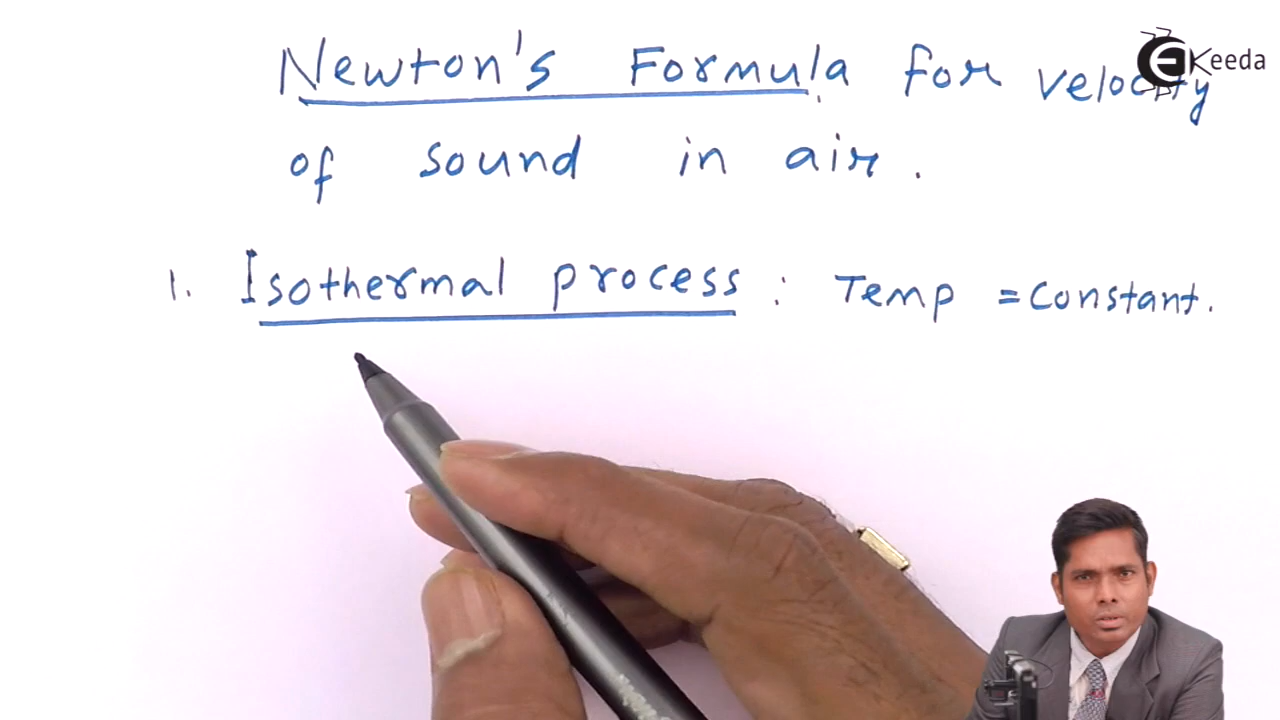 Newton's Formula for velocity
of sound in air.
1. Isothermal process : Temp = Constant.
EKeeda